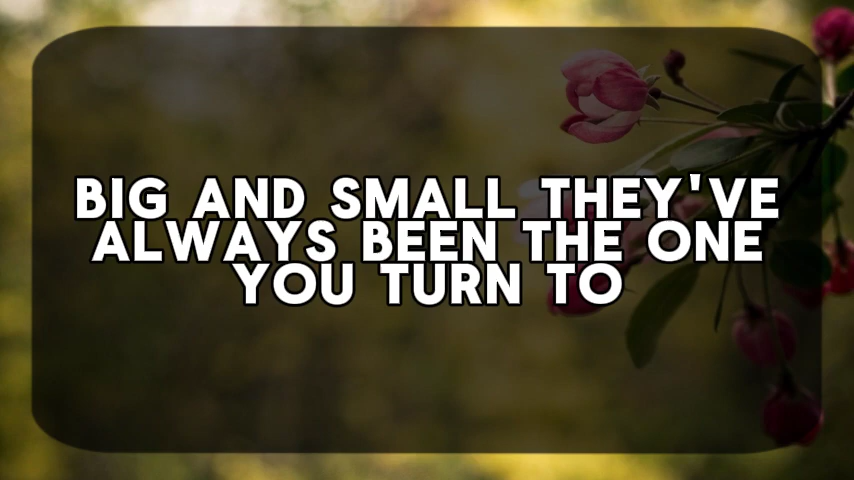 BIG AND SMALL THEY'VE
ALWAYS BEEN THE ONE
YOU TURN TO